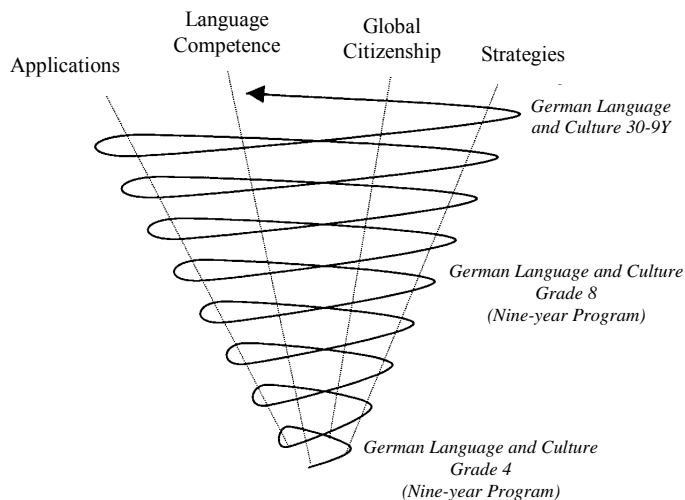 Applications
Language
Competence
Global
Citizenship
Strategies
German Language
and Culture 30-9Y
German Language and Culture
Grade 8
(Nine-year Program)
German Language and Culture
Grade 4
(Nine-year Program)